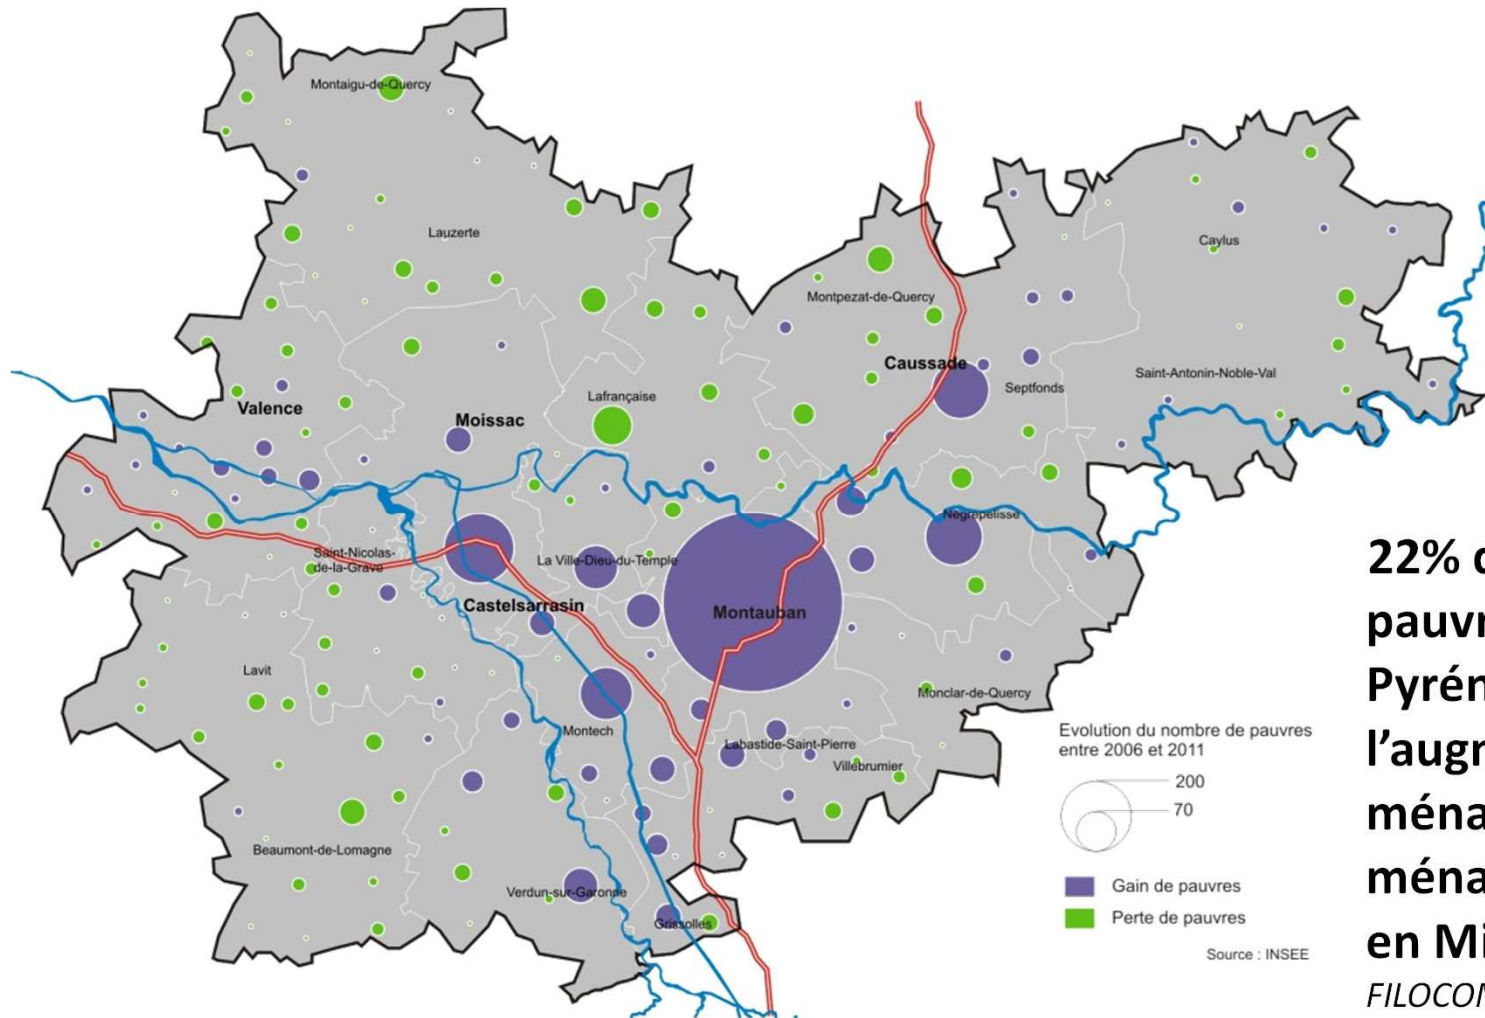 Montaigu-de-Quercy
Lauzerte
Caylus
Montpezat-de-Quercy
Caussade
Septfonds
Saint-Antonin-Noble-Val
Lafrançaise
Valence
Moissac
Négrepelisse
Saint-Nicolas-
de-la-Grave
La Ville-Dieu-du-Temple
Castelsarrasin
Montauban
Lavit
Monclar-de-Quercy
Montech
Labastide-Saint-Pierre
Villebrumier
Beaumont-de-Lomagne
Verdun-sur-Garonne
Grissolles
Evolution du nombre de pauvres
entre 2006 et 2011
200
70
Gain de pauvres
Perte de pauvres
Source : INSEE
22%
pauvr
Pyrén
l’augr
ména
ména
en Mi
FILOCOM